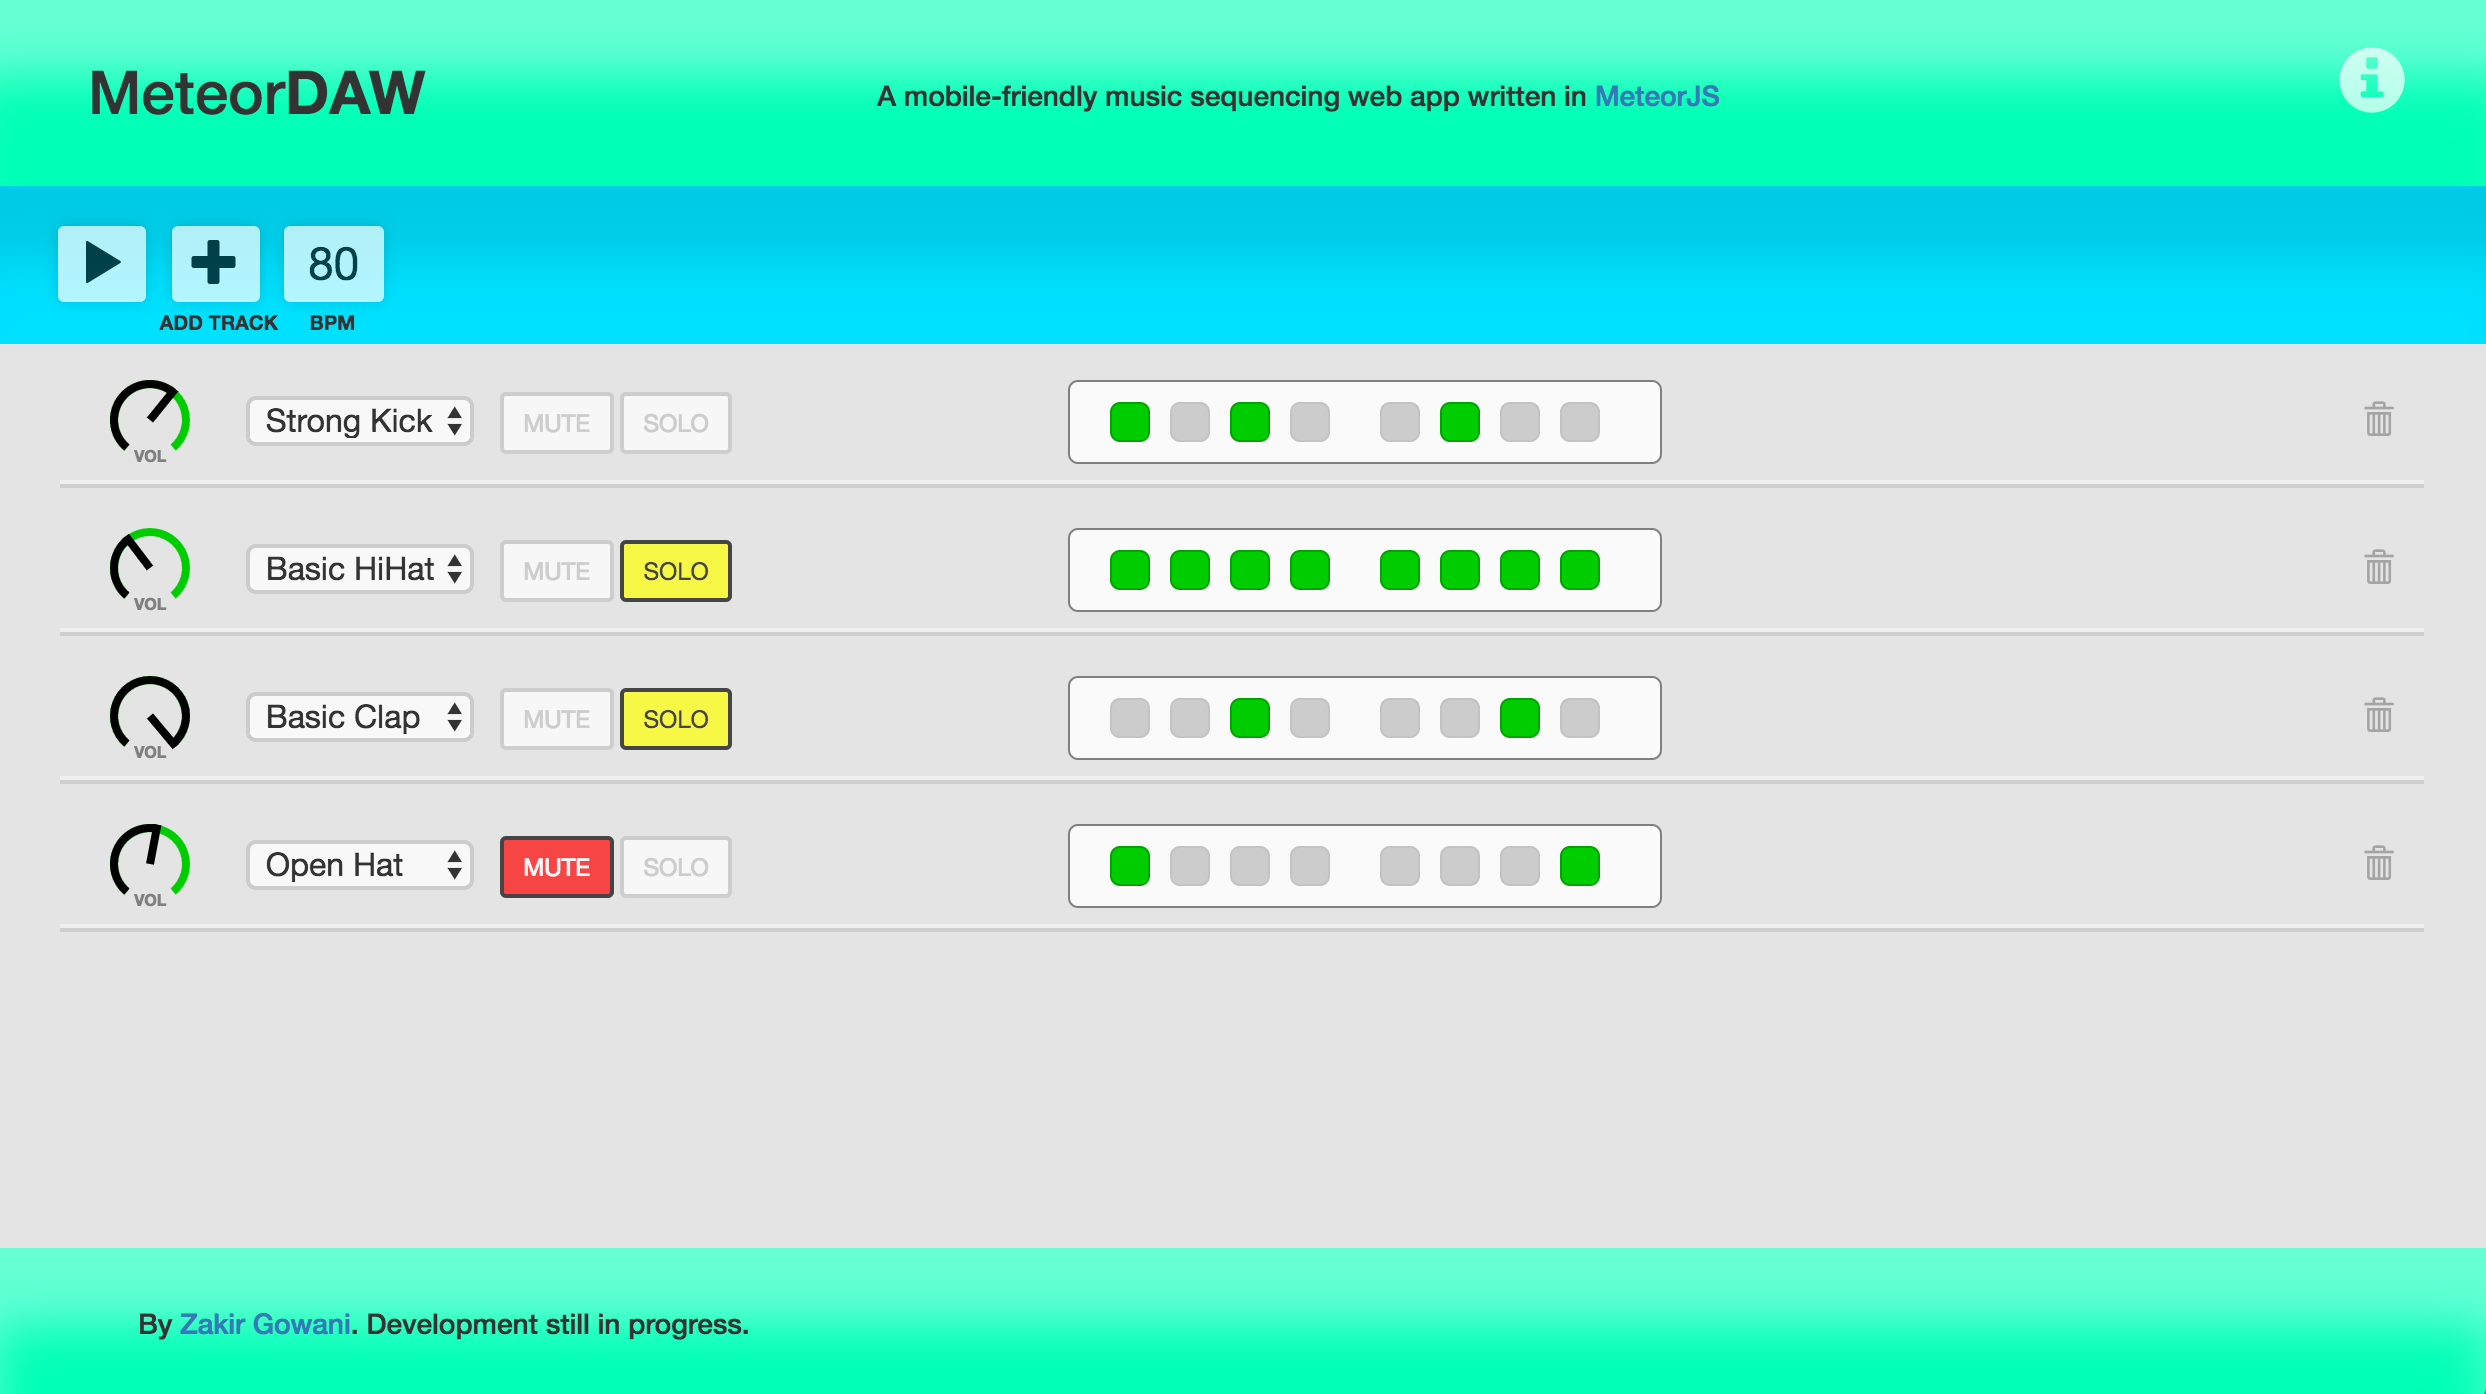 MeteorDAW
A mobile-friendly music sequencing web app written in MeteorJS
80
ADD TRACK BPM
VOL Strong Kick MUTE SOLO
VOL Basic HiHat MUTE SOLO
VOL Basic Clap MUTE SOLO
VOL Open Hat MUTE SOLO
By Zakir Gowani. Development still in progress.